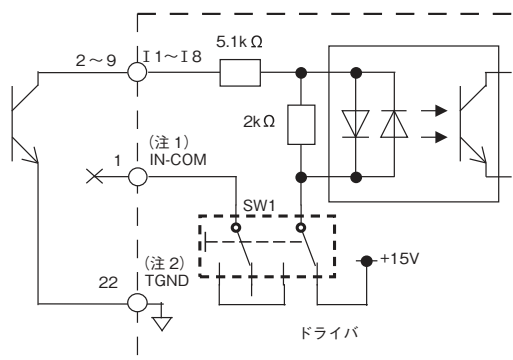 2～9
I1～I8
5.1kΩ
2kΩ
(注1)
1
IN-COM
SW1
(注2)
22
TGND
+15V
ドライバ